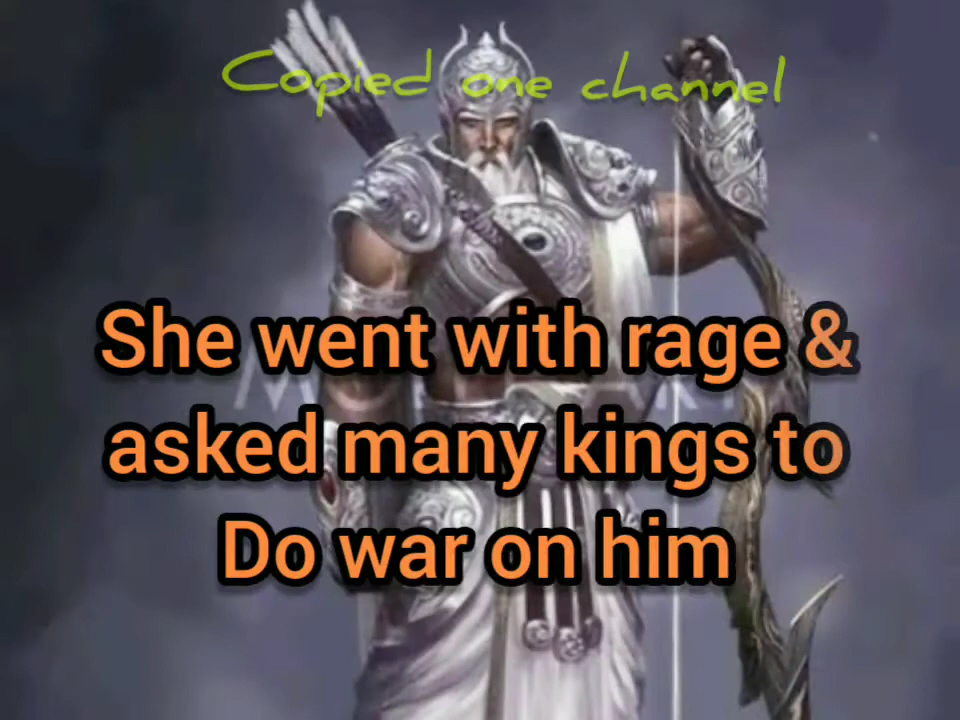 Copied one channel
She went with rage &
asked many kings to
Do war on him